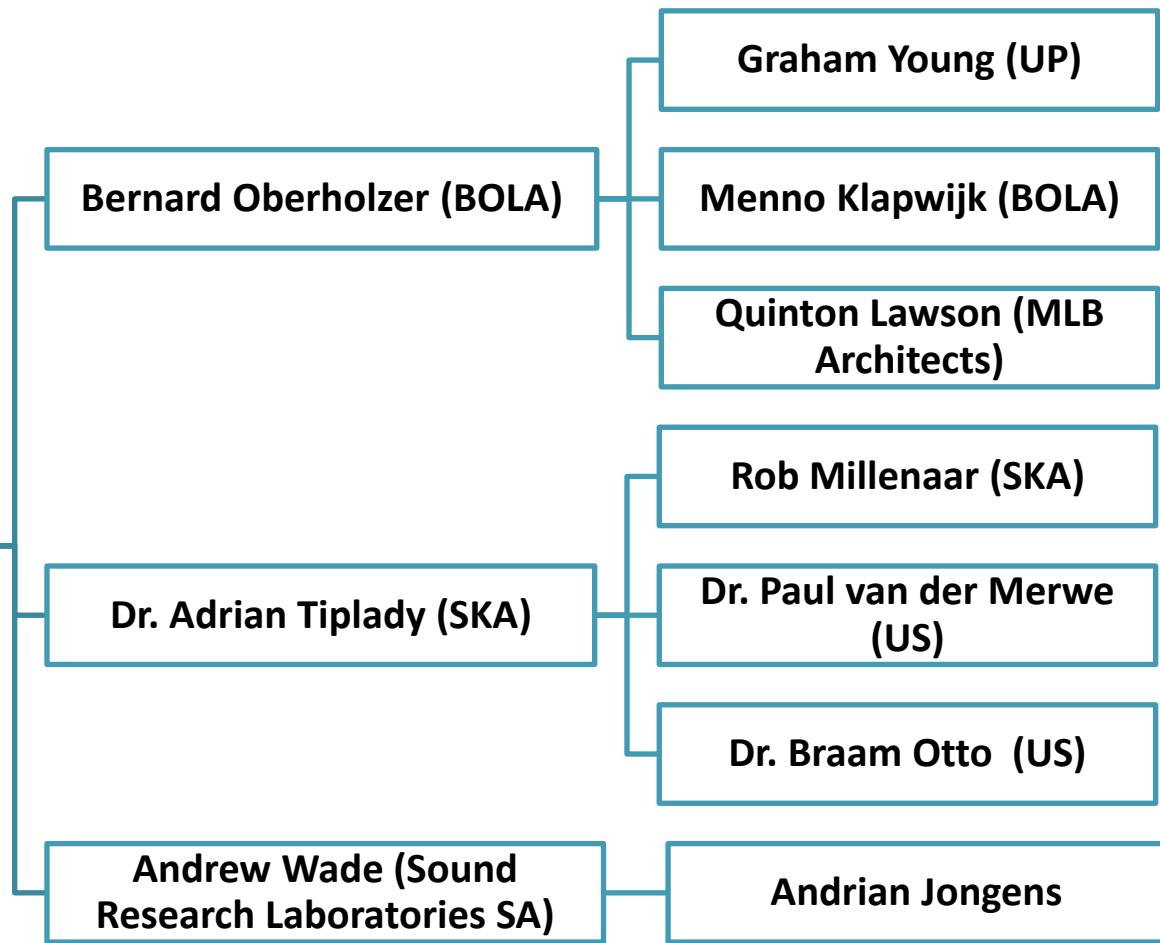 Graham Young (UP)
Bernard Oberholzer (BOLA)
Menno Klapwijk (BOLA)
Quinton Lawson (MLB
Architects)
Rob Millenaar (SKA)
Dr. Adrian Tiplady (SKA)
Dr. Paul van der Merwe
(US)
Dr. Braam Otto  (US)
Andrew Wade (Sound
Research Laboratories SA)
Andrian Jongens